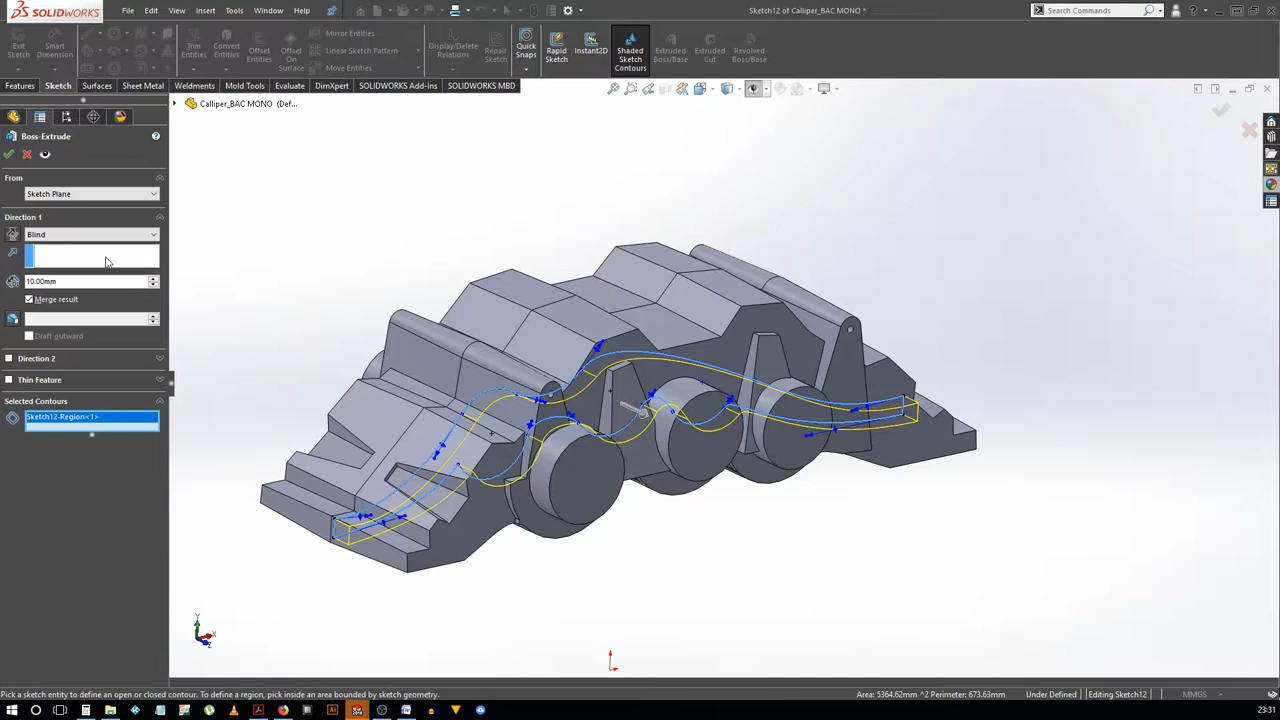 SOLIDWORKS
File Edit View Insert Tools Window Help
Sketch12 of Calliper_BAC MONO *
Search Commands
Exit Sketch
Smart Dimension
Trim Entities
Convert Entities
Offset Entities
Offset On Surface
Mirror Entities
Linear Sketch Pattern
Move Entities
Display/Delete Relations
Repair Sketch
Quick Snaps
Rapid Sketch
Instant2D
Shaded Sketch Contours
Extruded Boss/Base
Extruded Cut
Revolved Boss/Base
Features Sketch Surfaces Sheet Metal Weldments Mold Tools Evaluate DimXpert SOLIDWORKS Add-Ins SOLIDWORKS MBD
Calliper_BAC MONO (Def...
Boss-Extrude
From
Sketch Plane
Direction 1
Blind
10.00mm
Merge result
Draft outward
Direction 2
Thin Feature
Selected Contours
Sketch12-Region<1>
Y
X
Z
Pick a sketch entity to define an open or closed contour. To define a region, pick inside an area bounded by sketch geometry.
Area: 5364.62mm ^2 Perimeter: 673.63mm
Under Defined
Editing Sketch12
MMGS
23:31